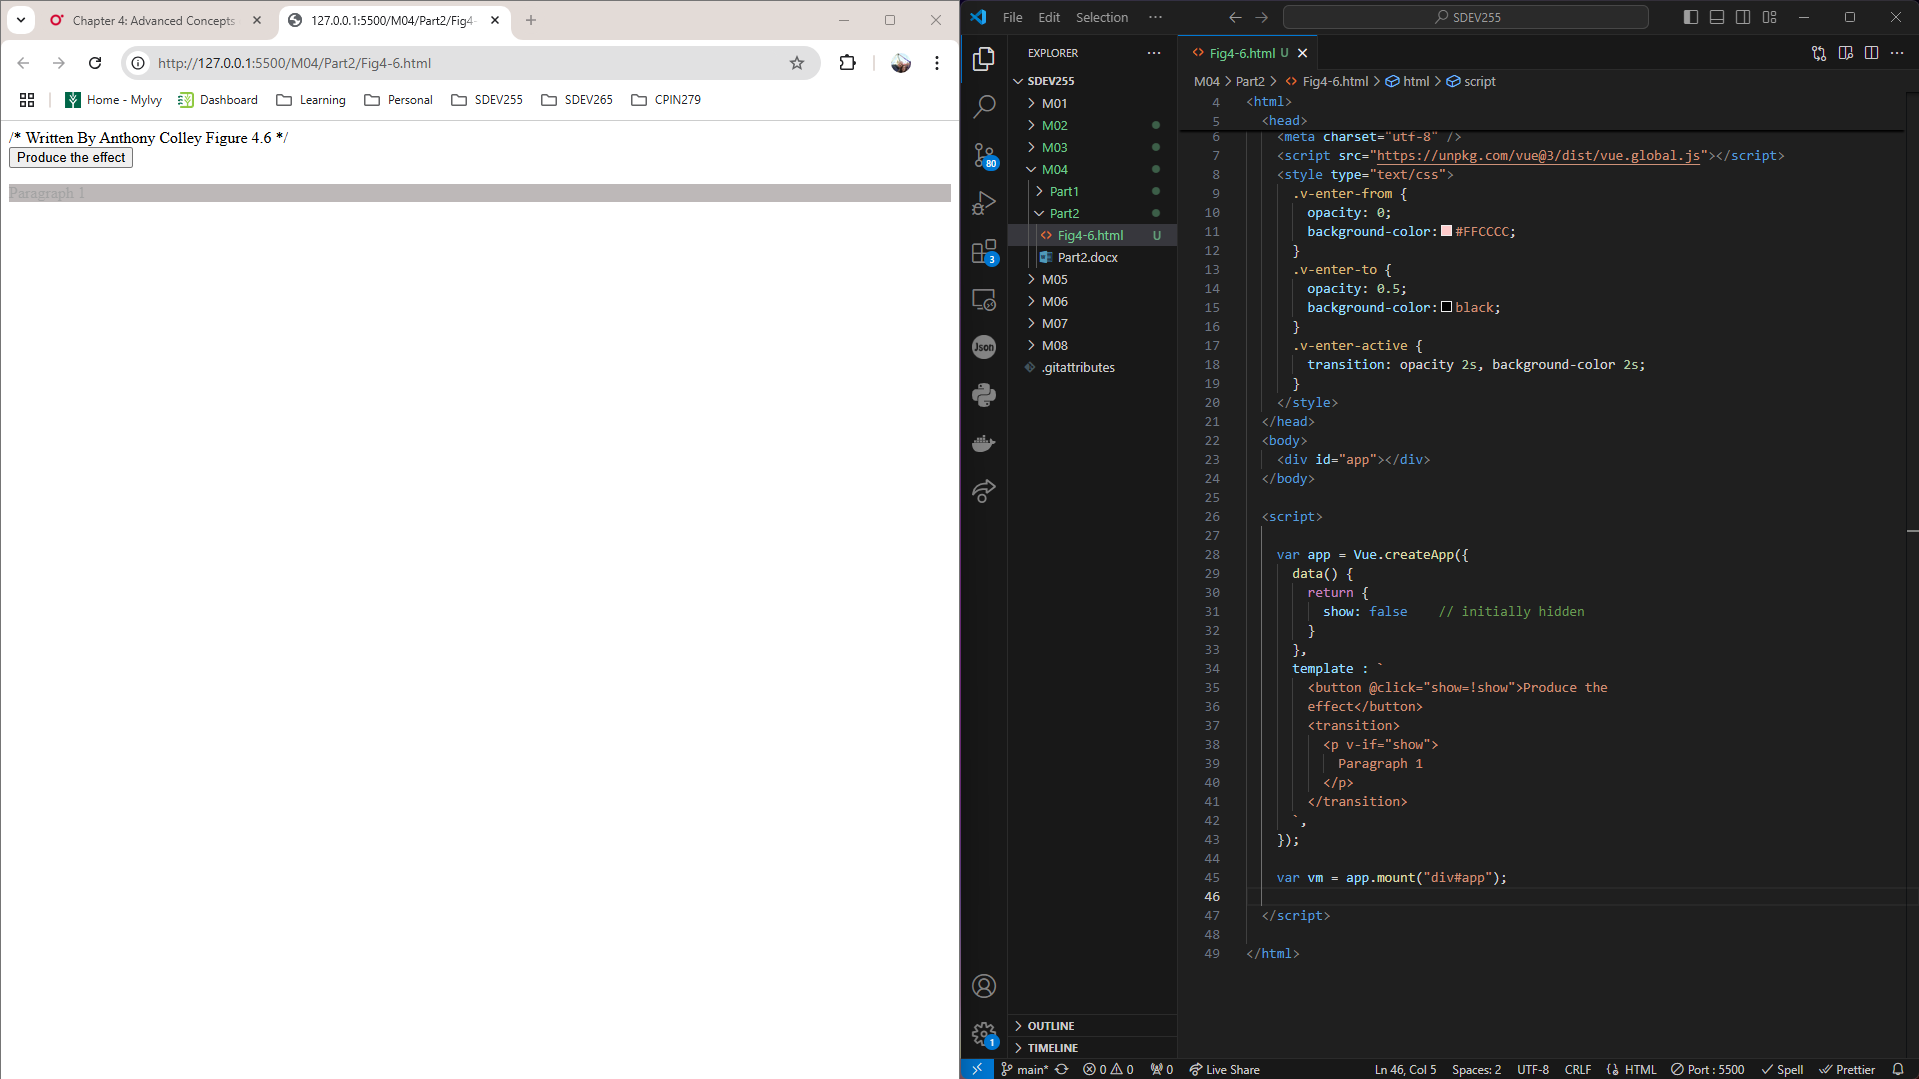 Chapter 4: Advanced Concepts
127.0.0.1:5500/M04/Part2/Fig4-
http://127.0.0.1:5500/M04/Part2/Fig4-6.html
Home - MyIvy
Dashboard
Learning
Personal
SDEV255
SDEV265
CPIN279
/* Written By Anthony Colley Figure 4.6 */
Produce the effect
Paragraph 1
File Edit Selection ···
SDEV255
EXPLORER ···
SDEV255
M01
M02
M03
M04
Part1
Part2
Fig4-6.html U
Part2.docx
M05
M06
M07
M08
.gitattributes
OUTLINE
TIMELINE
80
3
Json
1
Fig4-6.html U
M04 > Part2 > Fig4-6.html > html > script
4 <html>
5 <head>
6 <meta charset="utf-8" />
7 <script src="https://unpkg.com/vue@3/dist/vue.global.js"></script>
8 <style type="text/css">
9 .v-enter-from {
10 opacity: 0;
11 background-color: #FFCCCC;
12 }
13 .v-enter-to {
14 opacity: 0.5;
15 background-color: black;
16 }
17 .v-enter-active {
18 transition: opacity 2s, background-color 2s;
19 }
20 </style>
21 </head>
22 <body>
23 <div id="app"></div>
24 </body>
25
26 <script>
27
28 var app = Vue.createApp({
29 data() {
30 return {
31 show: false // initially hidden
32 }
33 },
34 template : `
35 <button @click="show=!show">Produce the
36 effect</button>
37 <transition>
38 <p v-if="show">
39 Paragraph 1
40 </p>
41 </transition>
42 `,
43 });
44
45 var vm = app.mount("div#app");
46
47 </script>
48
49 </html>
main* 0 0 0 Live Share Ln 46, Col 5 Spaces: 2 UTF-8 CRLF {} HTML Port : 5500 Spell Prettier